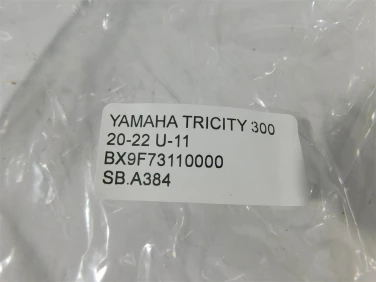 YAMAHA TRICITY 300
20-22 U-11
BX9F73110000
SB.A384